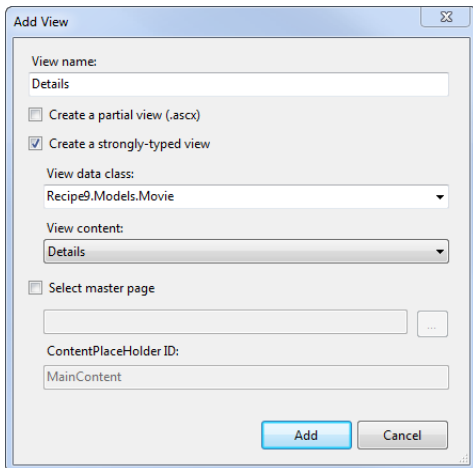 Add View
View name:
Details
Create a partial view (.ascx)
Create a strongly-typed view
View data class:
Recipe9.Models.Movie
View content:
Details
Select master page
...
ContentPlaceHolder ID:
MainContent
Add Cancel